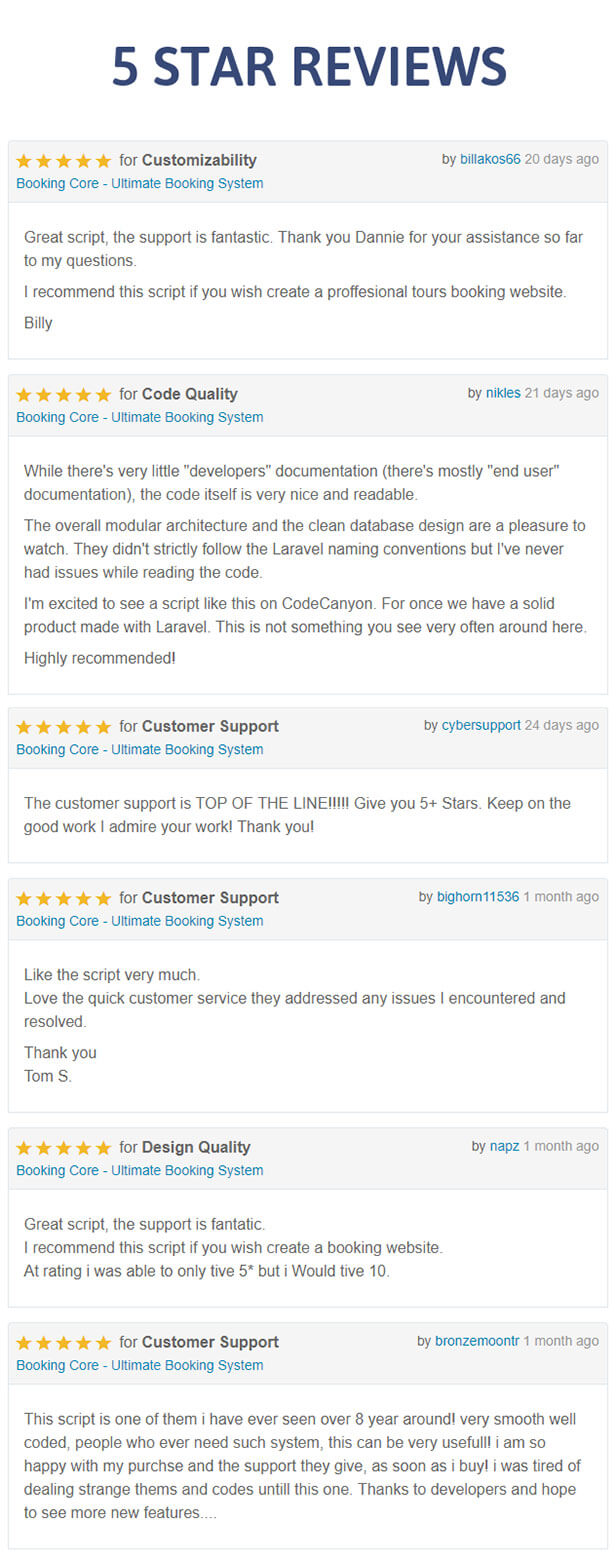 5 STAR REVIEWS
for Customizability
by billakos66 20 days ago
Booking Core - Ultimate Booking System
Great script, the support is fantastic. Thank you Dannie for your assistance so far
to my questions.
I recommend this script if you wish create a proffesional tours booking website.
Billy
for Code Quality
by nikles 21 days ago
Booking Core - Ultimate Booking System
While there's very little "developers" documentation (there's mostly "end user"
documentation), the code itself is very nice and readable.
The overall modular architecture and the clean database design are a pleasure to
watch. They didn't strictly follow the Laravel naming conventions but I've never
had issues while reading the code.
I'm excited to see a script like this on CodeCanyon. For once we have a solid
product made with Laravel. This is not something you see very often around here.
Highly recommended!
for Customer Support
by cybersupport 24 days ago
Booking Core - Ultimate Booking System
The customer support is TOP OF THE LINE!!!!! Give you 5+ Stars. Keep on the
good work I admire your work! Thank you!
for Customer Support
by bighorn11536 1 month ago
Booking Core - Ultimate Booking System
Like the script very much.
Love the quick customer service they addressed any issues I encountered and
resolved.
Thank you
Tom S.
for Design Quality
by napz 1 month ago
Booking Core - Ultimate Booking System
Great script, the support is fantatic.
I recommend this script if you wish create a booking website.
At rating i was able to only tive 5* but i Would tive 10.
for Customer Support
by bronzemoontr 1 month ago
Booking Core - Ultimate Booking System
This script is one of them i have ever seen over 8 year around! very smooth well
coded, people who ever need such system, this can be very usefull! i am so
happy with my purchse and the support they give, as soon as i buy! i was tired of
dealing strange thems and codes untill this one. Thanks to developers and hope
to see more new features....